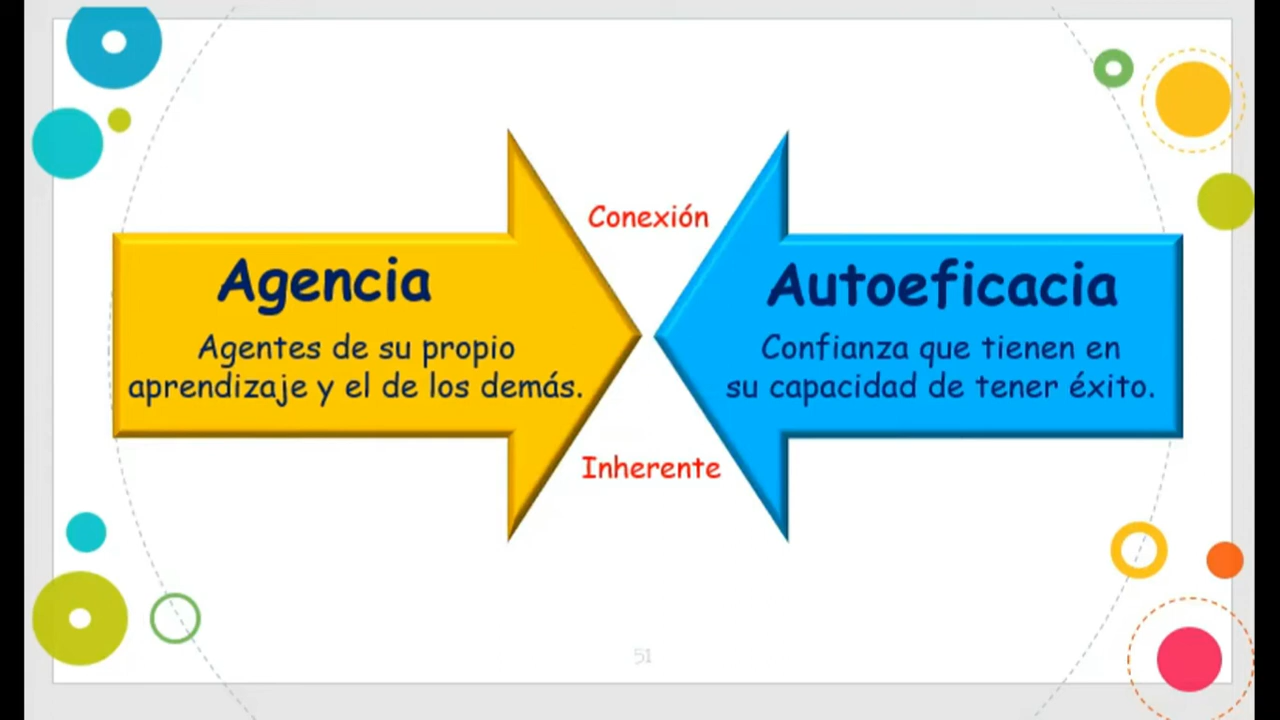 Conexión
Agencia
Agentes de su propio
aprendizaje y el de los demás.
Autoeficacia
Confianza que tienen en
su capacidad de tener éxito.
Inherente
51